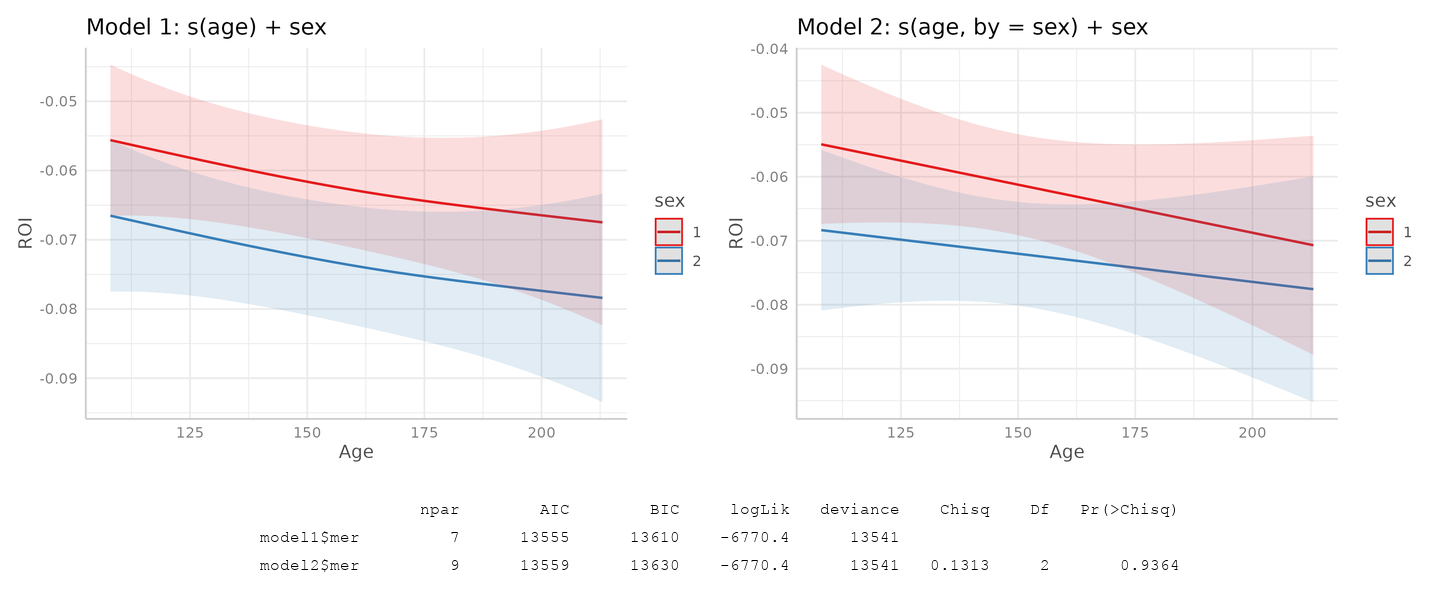 Model 1: s(age) + sex
-0.05
-0.06
-0.07
-0.08
-0.09
ROI
125 150 175 200
Age
sex
1
2
Model 2: s(age, by = sex) + sex
-0.04
-0.05
-0.06
-0.07
-0.08
-0.09
ROI
125 150 175 200
Age
sex
1
2
npar AIC BIC logLik deviance Chisq Df Pr(>Chisq)
model1$mer 7 13555 13610 -6770.4 13541
model2$mer 9 13559 13630 -6770.4 13541 0.1313 2 0.9364